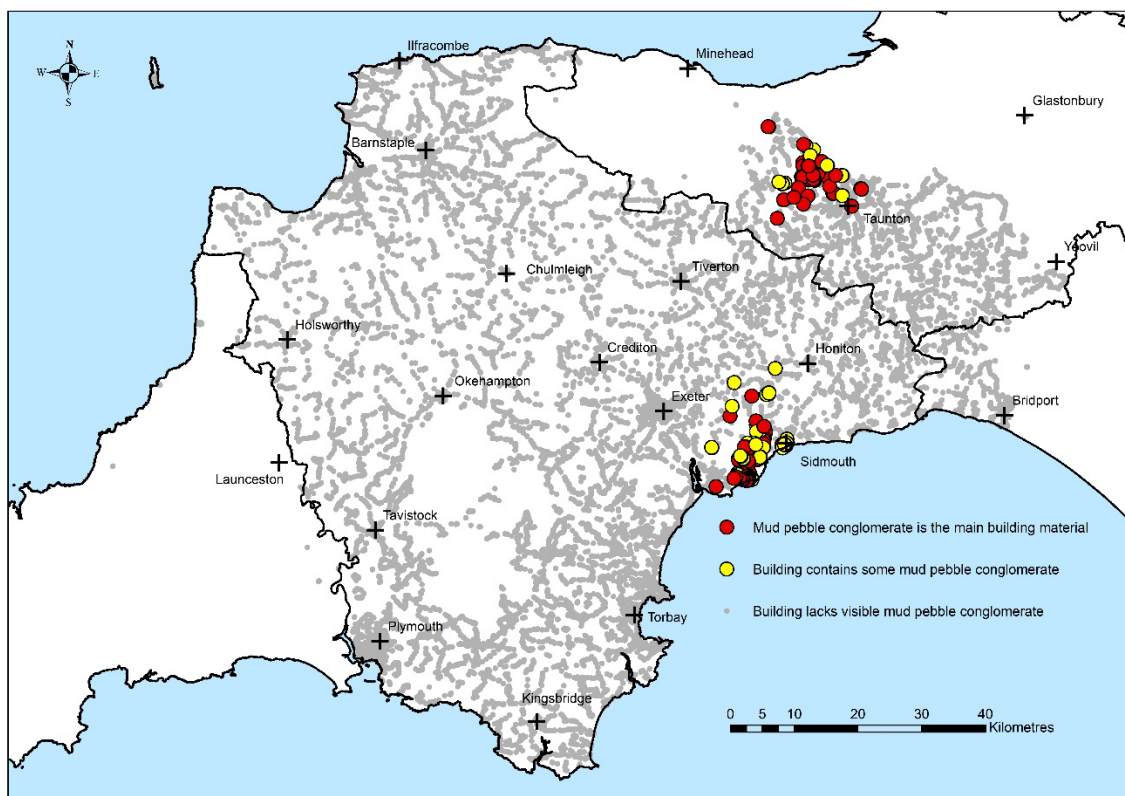 N
W E
S
Ilfracombe
Minehead
Glastonbury
Barnstaple
Taunton
Yeovil
Chulmleigh
Tiverton
Holsworthy
Crediton
Honiton
Okehampton
Exeter
Bridport
Launceston
Sidmouth
Tavistock
Mud pebble conglomerate is the main building material
Building contains some mud pebble conglomerate
Building lacks visible mud pebble conglomerate
Torbay
Plymouth
Kingsbridge
0 5 10 20 30 40
Kilometres